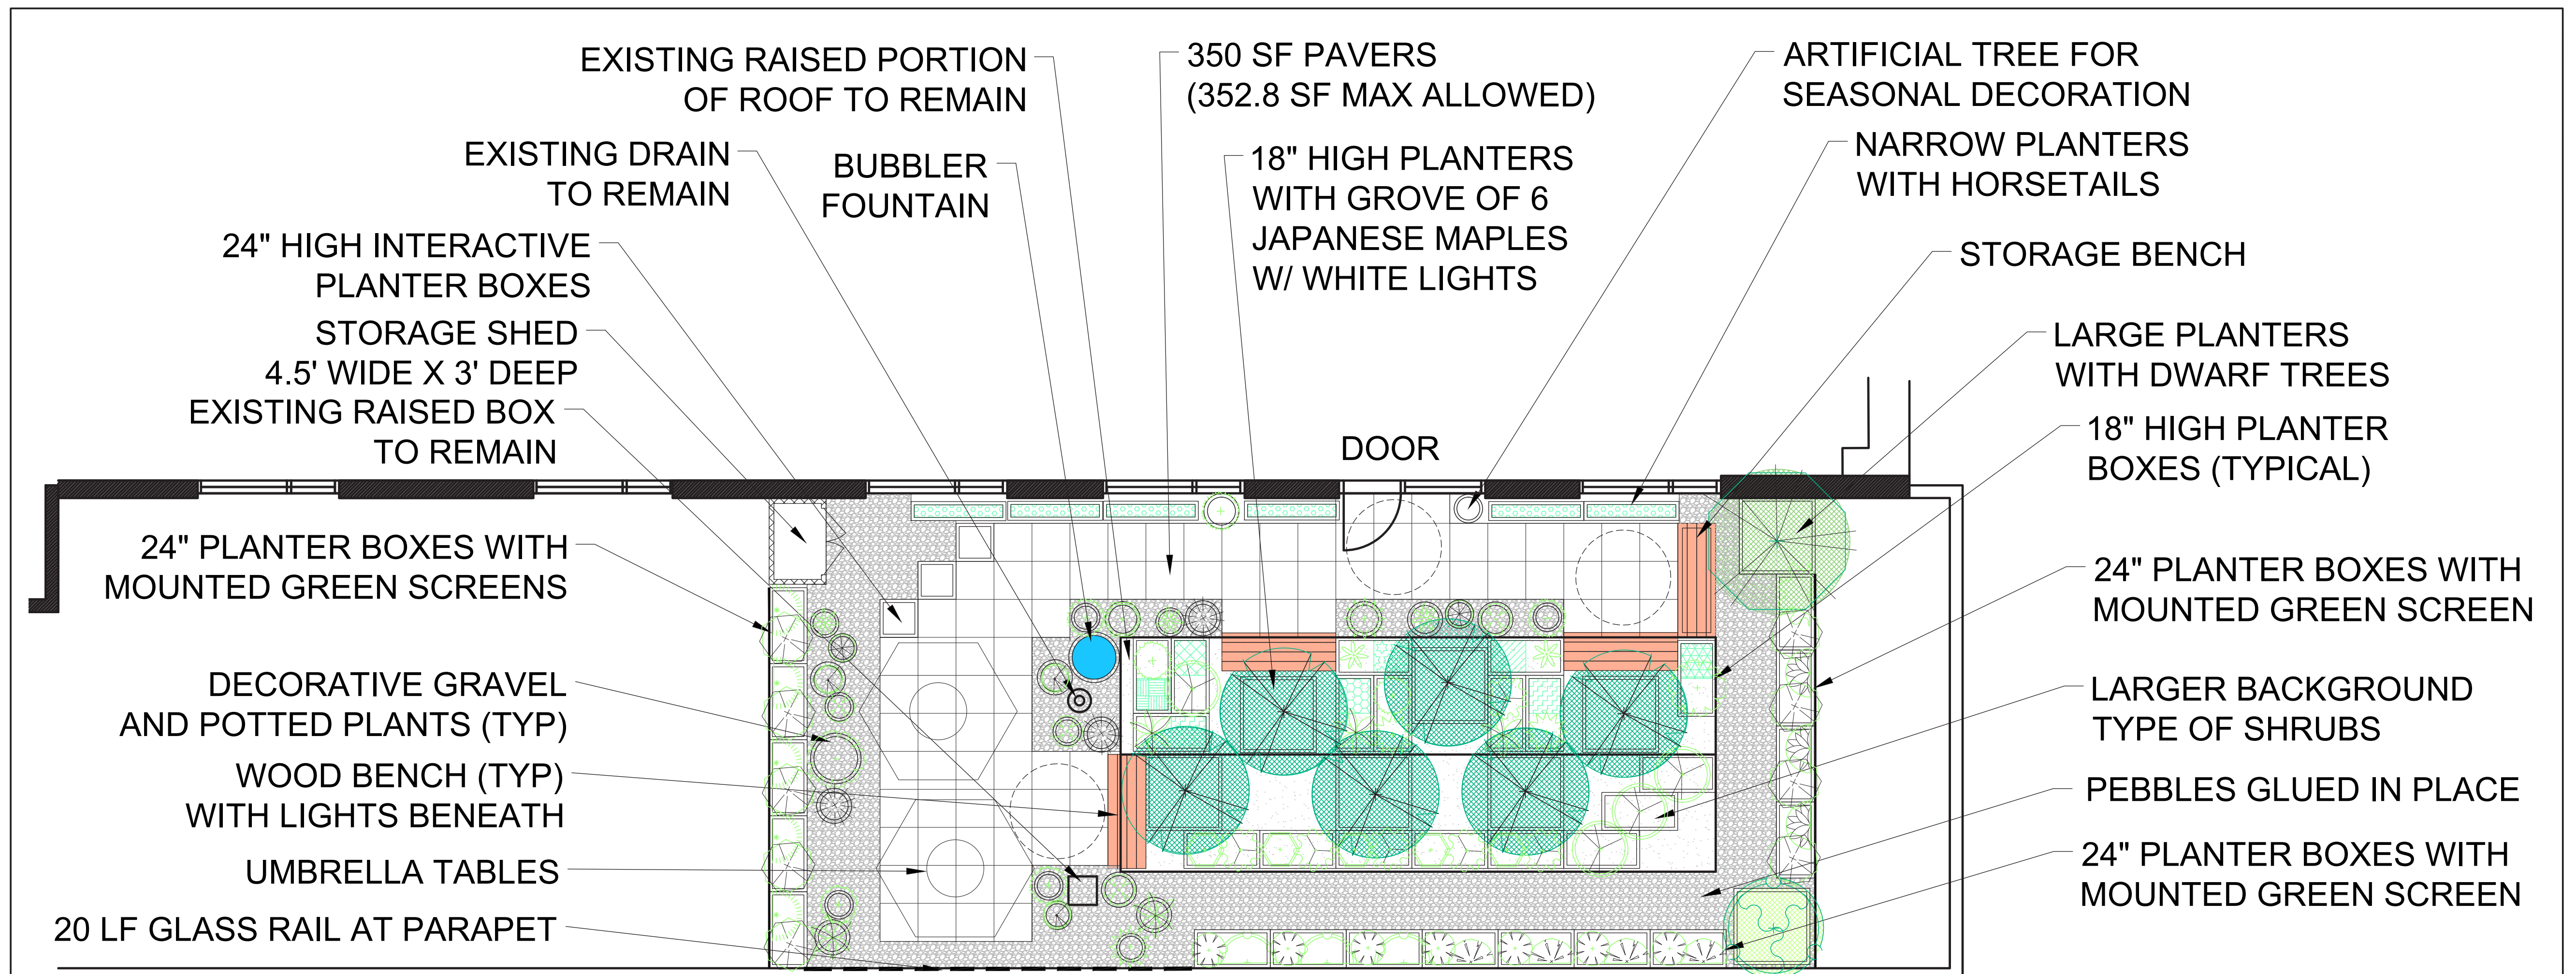 EXISTING RAISED PORTION
OF ROOF TO REMAIN
350 SF PAVERS
(352.8 SF MAX ALLOWED)
ARTIFICIAL TREE FOR
SEASONAL DECORATION
EXISTING DRAIN
TO REMAIN
BUBBLER
FOUNTAIN
18" HIGH PLANTERS
WITH GROVE OF 6
JAPANESE MAPLES
W/ WHITE LIGHTS
NARROW PLANTERS
WITH HORSETAILS
24" HIGH INTERACTIVE
PLANTER BOXES
STORAGE BENCH
STORAGE SHED
4.5' WIDE X 3' DEEP
LARGE PLANTERS
WITH DWARF TREES
EXISTING RAISED BOX
TO REMAIN
DOOR
18" HIGH PLANTER
BOXES (TYPICAL)
24" PLANTER BOXES WITH
MOUNTED GREEN SCREENS
24" PLANTER BOXES WITH
MOUNTED GREEN SCREEN
DECORATIVE GRAVEL
AND POTTED PLANTS (TYP)
LARGER BACKGROUND
TYPE OF SHRUBS
WOOD BENCH (TYP)
WITH LIGHTS BENEATH
PEBBLES GLUED IN PLACE
UMBRELLA TABLES
24" PLANTER BOXES WITH
MOUNTED GREEN SCREEN
20 LF GLASS RAIL AT PARAPET